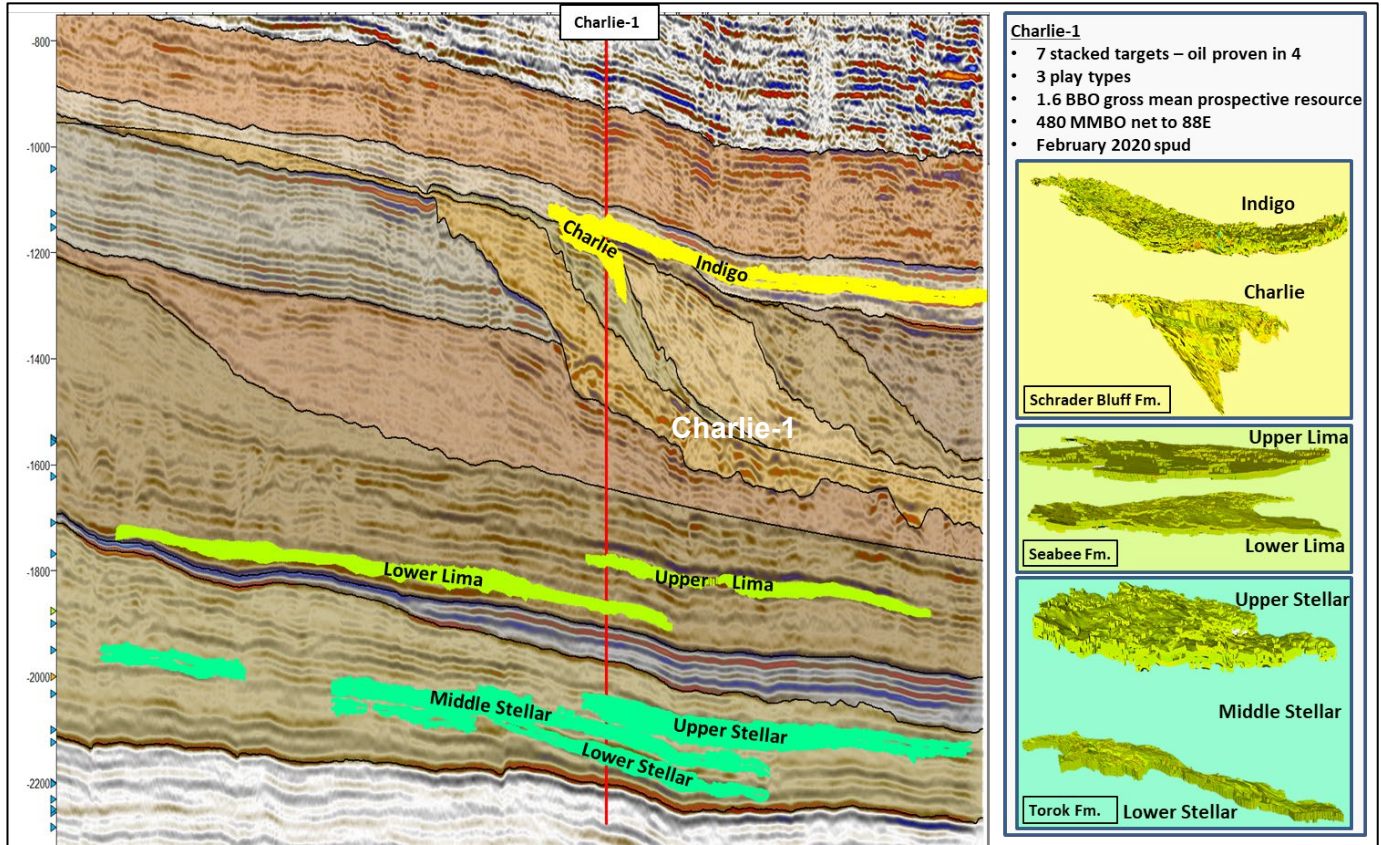 Charlie-1
-800
-1000
-1200
-1400
-1600
-1800
-2000
-2200
Charlie
Indigo
Charlie-1
Lower Lima
Upper Lima
Middle Stellar
Upper Stellar
Lower Stellar
Charlie-1
• 7 stacked targets – oil proven in 4
• 3 play types
• 1.6 BBO gross mean prospective resource
• 480 MMBO net to 88E
• February 2020 spud
Indigo
Charlie
Schrader Bluff Fm.
Upper Lima
Lower Lima
Seabee Fm.
Upper Stellar
Middle Stellar
Lower Stellar
Torok Fm.